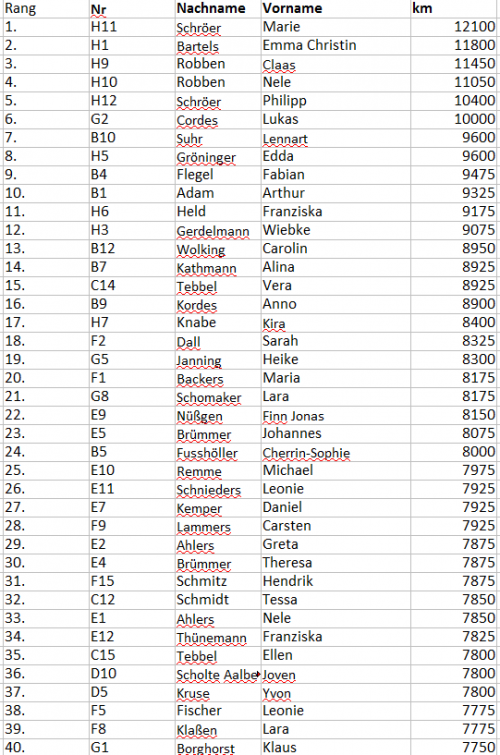 Rang Nr Nachname Vorname km
1. H11 Schröer Marie 12100
2. H1 Bartels Emma Christin 11800
3. H9 Robben Claas 11450
4. H10 Robben Nele 11050
5. H12 Schröer Philipp 10400
6. G2 Cordes Lukas 10000
7. B10 Suhr Lennart 9600
8. H5 Gröninger Edda 9600
9. B4 Flegel Fabian 9475
10. B1 Adam Arthur 9325
11. H6 Held Franziska 9175
12. H3 Gerdelmann Wiebke 9075
13. B12 Wolking Carolin 8950
14. B7 Kathmann Alina 8925
15. C14 Tebbel Vera 8925
16. B9 Kordes Anno 8900
17. H7 Knabe Kira 8400
18. F2 Dall Sarah 8325
19. G5 Janning Heike 8300
20. F1 Backers Maria 8175
21. G8 Schomaker Lara 8175
22. E9 Nüßgen Finn Jonas 8150
23. E5 Brümmer Johannes 8075
24. B5 Fusshöller Cherrin-Sophie 8000
25. E10 Remme Michael 7975
26. E11 Schnieders Leonie 7925
27. E7 Kemper Daniel 7925
28. F9 Lammers Carsten 7925
29. E2 Ahlers Greta 7875
30. E4 Brümmer Theresa 7875
31. F15 Schmitz Hendrik 7875
32. C12 Schmidt Tessa 7850
33. E1 Ahlers Nele 7850
34. E12 Thünemann Franziska 7825
35. C15 Tebbel Ellen 7800
36. D10 Scholte Aalbe Joven 7800
37. D5 Kruse Yvon 7800
38. F5 Fischer Leonie 7775
39. F8 Klaßen Lara 7775
40. G1 Borghorst Klaus 7750